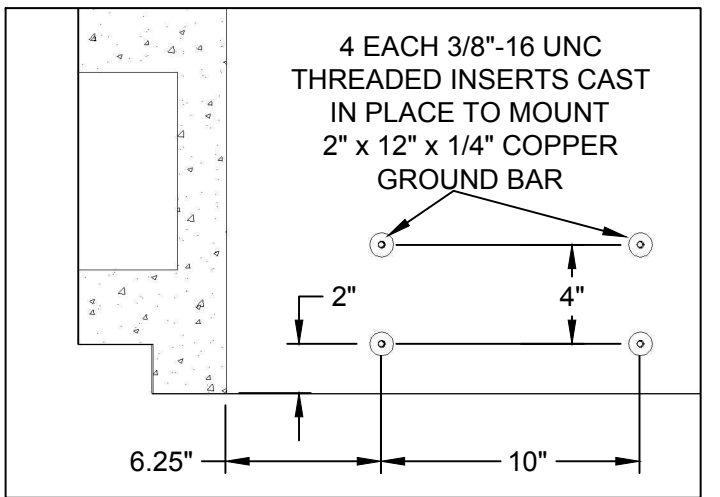 4 EACH 3/8"-16 UNC
THREADED INSERTS CAST
IN PLACE TO MOUNT
2" x 12" x 1/4" COPPER
GROUND BAR
2"
4"
6.25"
10"